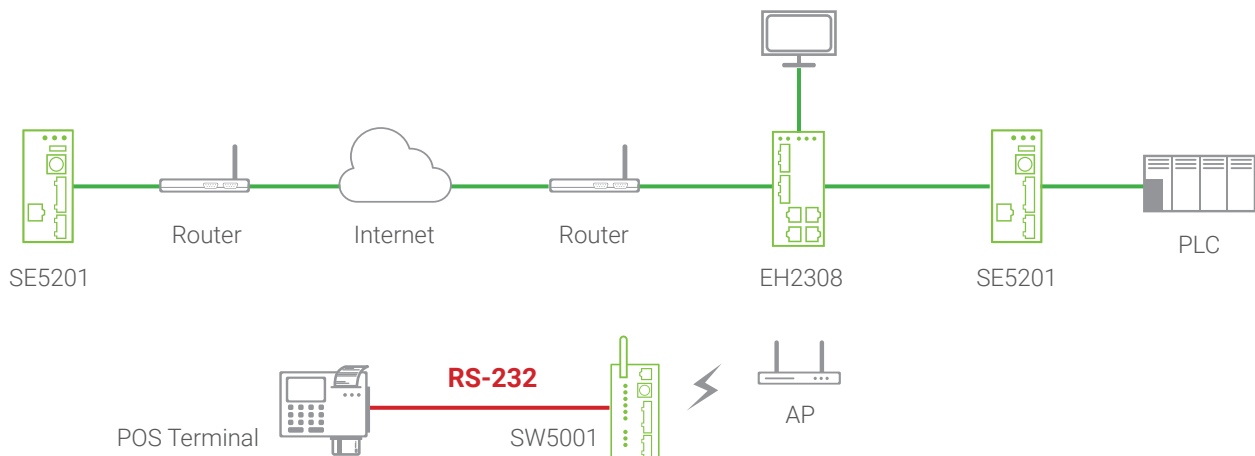 Router
Internet
Router
PLC
SE5201
EH2308
SE5201
RS-232
AP
POS Terminal
SW5001